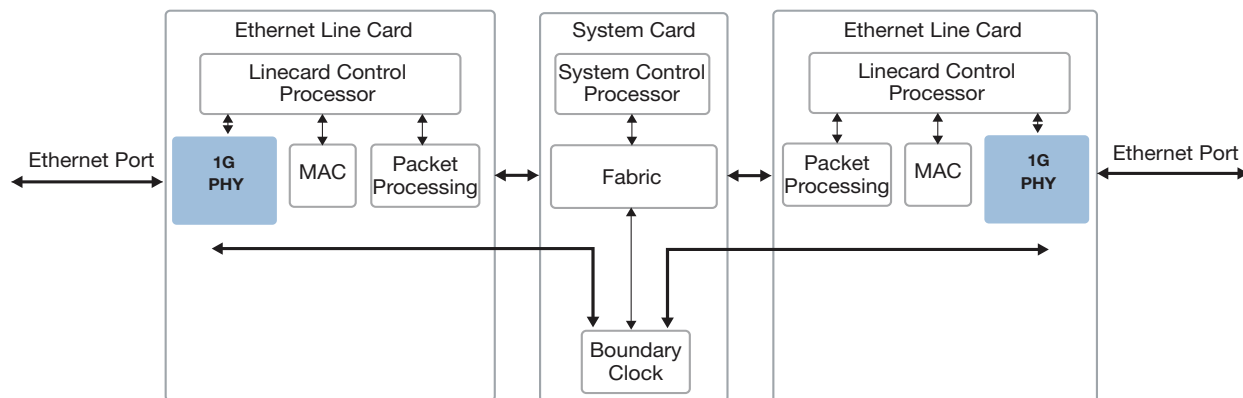 Ethernet Line Card
Linecard Control
Processor
Ethernet Port
1G
PHY
MAC
Packet
Processing
System Card
System Control
Processor
Fabric
Boundary
Clock
Ethernet Line Card
Linecard Control
Processor
Packet
Processing
MAC
1G
PHY
Ethernet Port